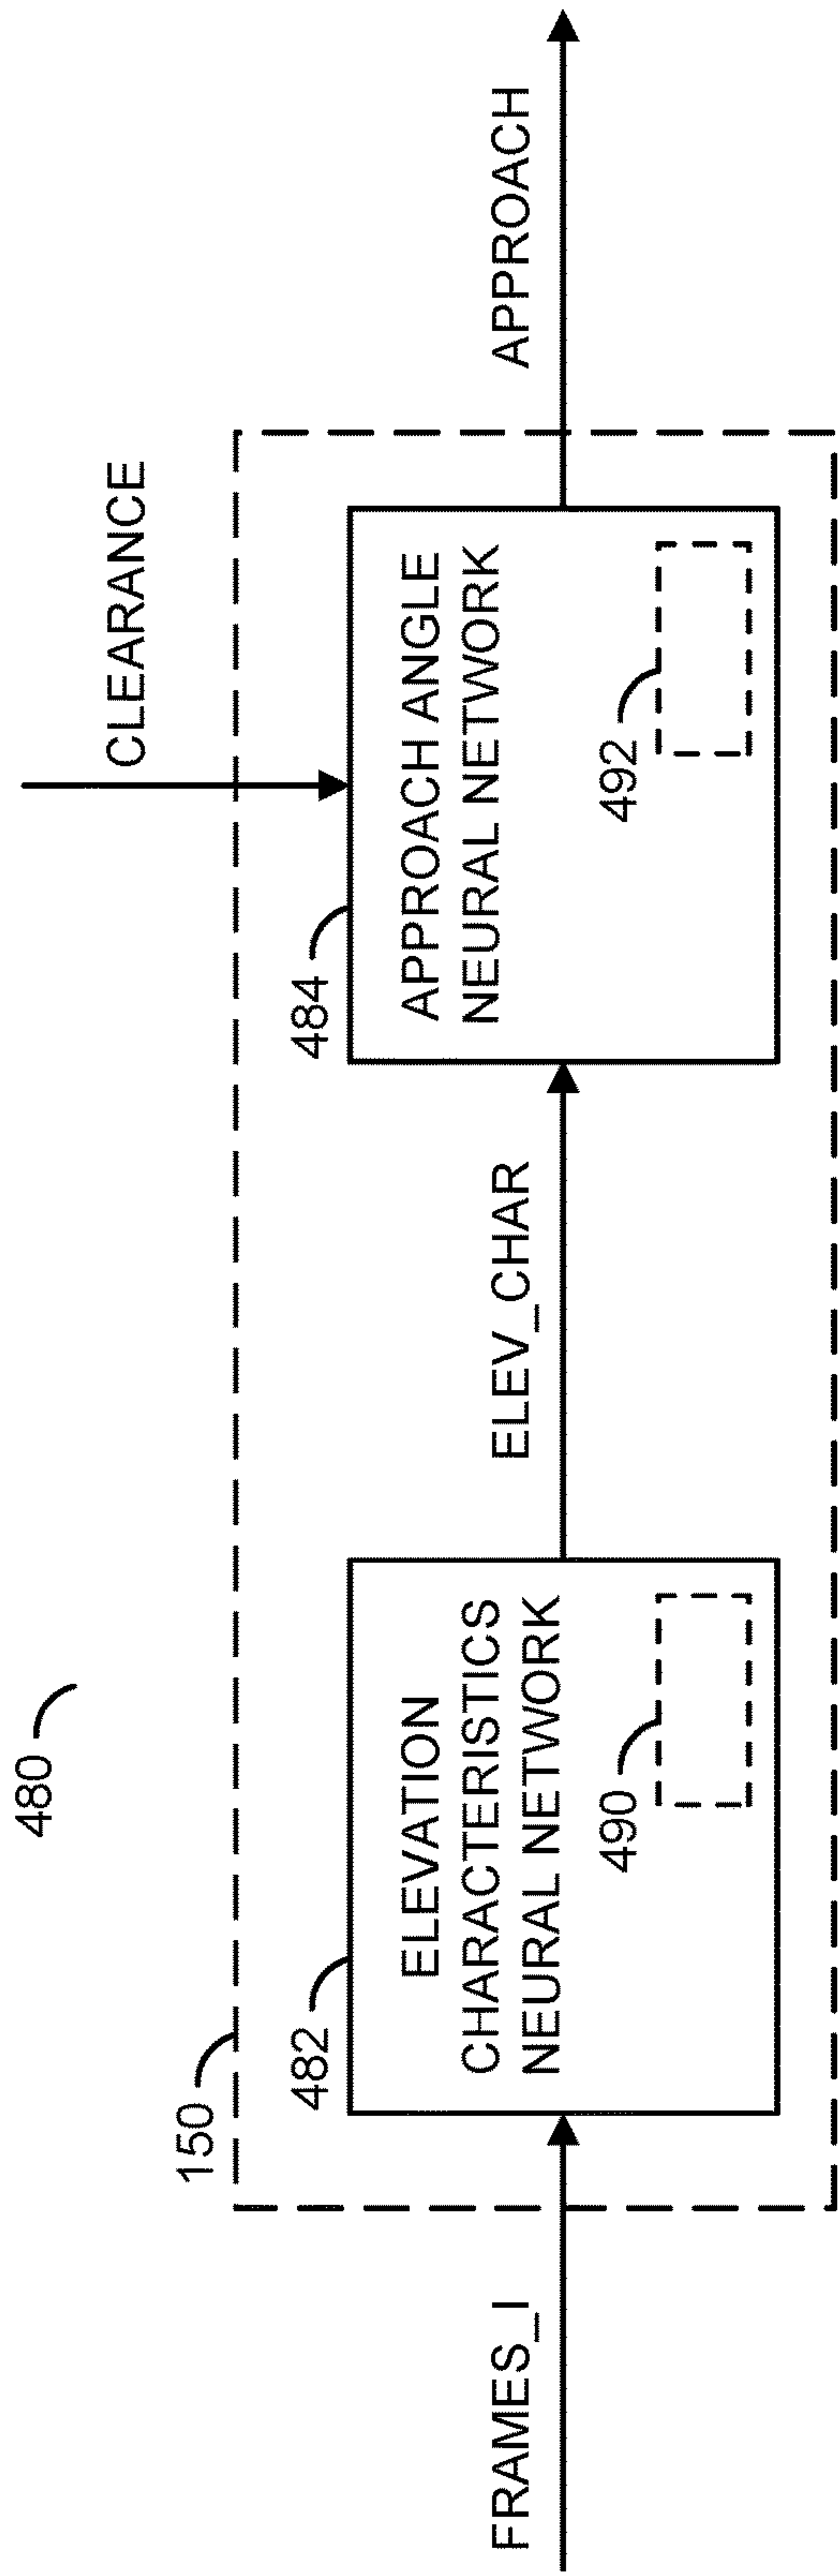 480
CLEARANCE
150
482
484
ELEVATION
CHARACTERISTICS
NEURAL NETWORK
APPROACH ANGLE
NEURAL NETWORK
FRAMES_I
ELEV_CHAR
APPROACH
490
492